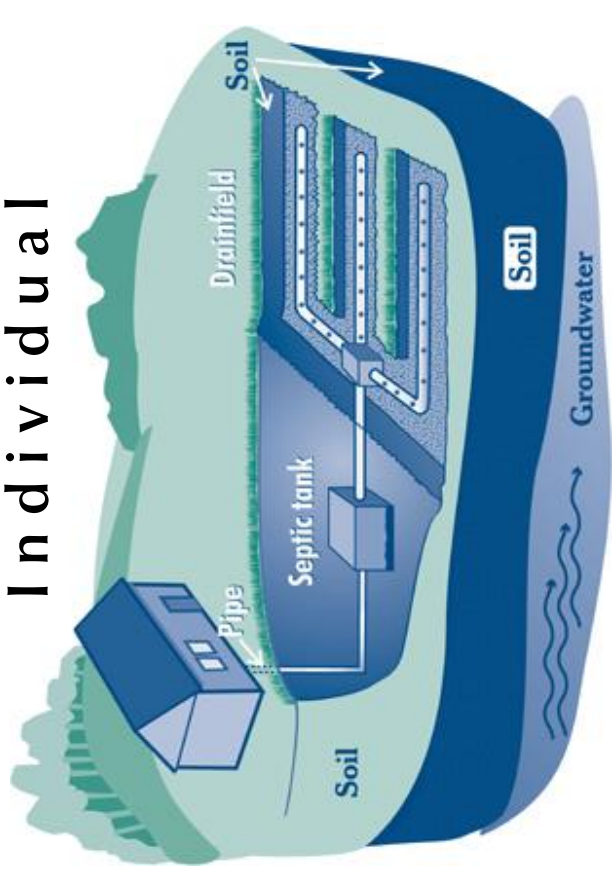 Individual
Soil
Drainfield
Septic tank
Pipe
Soil
Soil
Groundwater